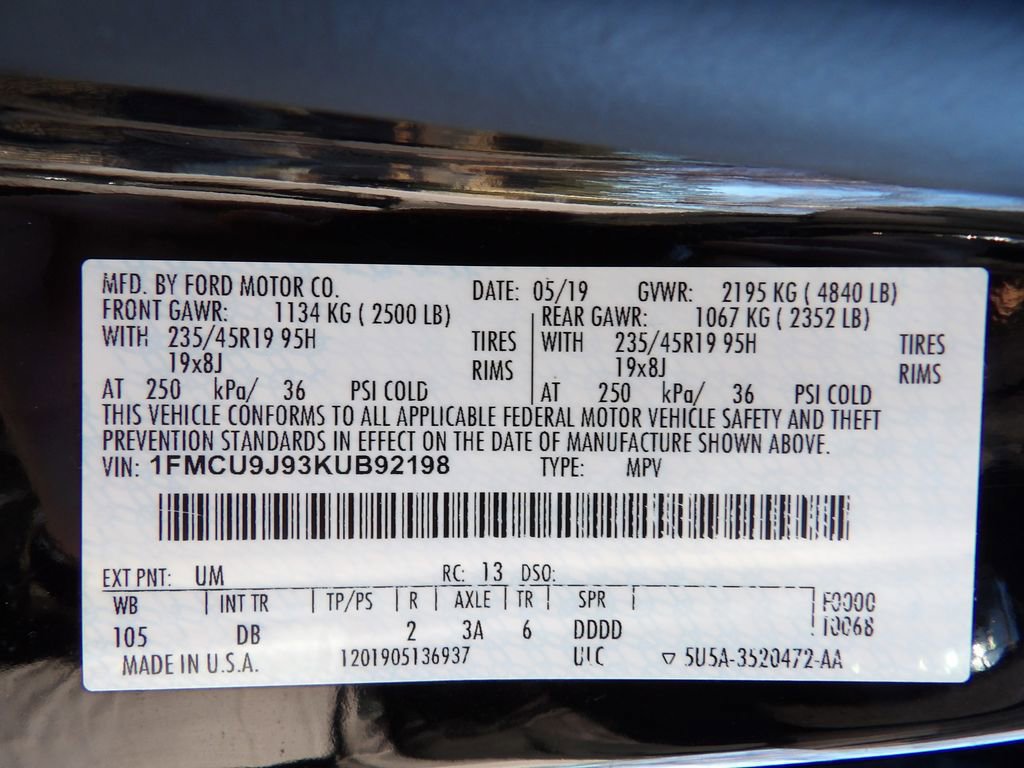 MFD. BY FORD MOTOR CO. DATE: 05/19 GVWR: 2195 KG ( 4840 LB)
FRONT GAWR: 1134 KG ( 2500 LB) REAR GAWR: 1067 KG ( 2352 LB)
WITH 235/45R19 95H TIRES WITH 235/45R19 95H TIRES
19x8J RIMS 19x8J RIMS
AT 250 kPa/ 36 PSI COLD AT 250 kPa/ 36 PSI COLD
THIS VEHICLE CONFORMS TO ALL APPLICABLE FEDERAL MOTOR VEHICLE SAFETY AND THEFT
PREVENTION STANDARDS IN EFFECT ON THE DATE OF MANUFACTURE SHOWN ABOVE.
VIN: 1FMCU9J93KUB92198 TYPE: MPV
EXT PNT: UM RC: 13 DSO:
WB INT TR TP/PS R AXLE TR SPR F0000
105 DB 2 3A 6 DDDD 10068
MADE IN U.S.A. 1201905136937 ULC ▽ 5U5A-3520472-AA